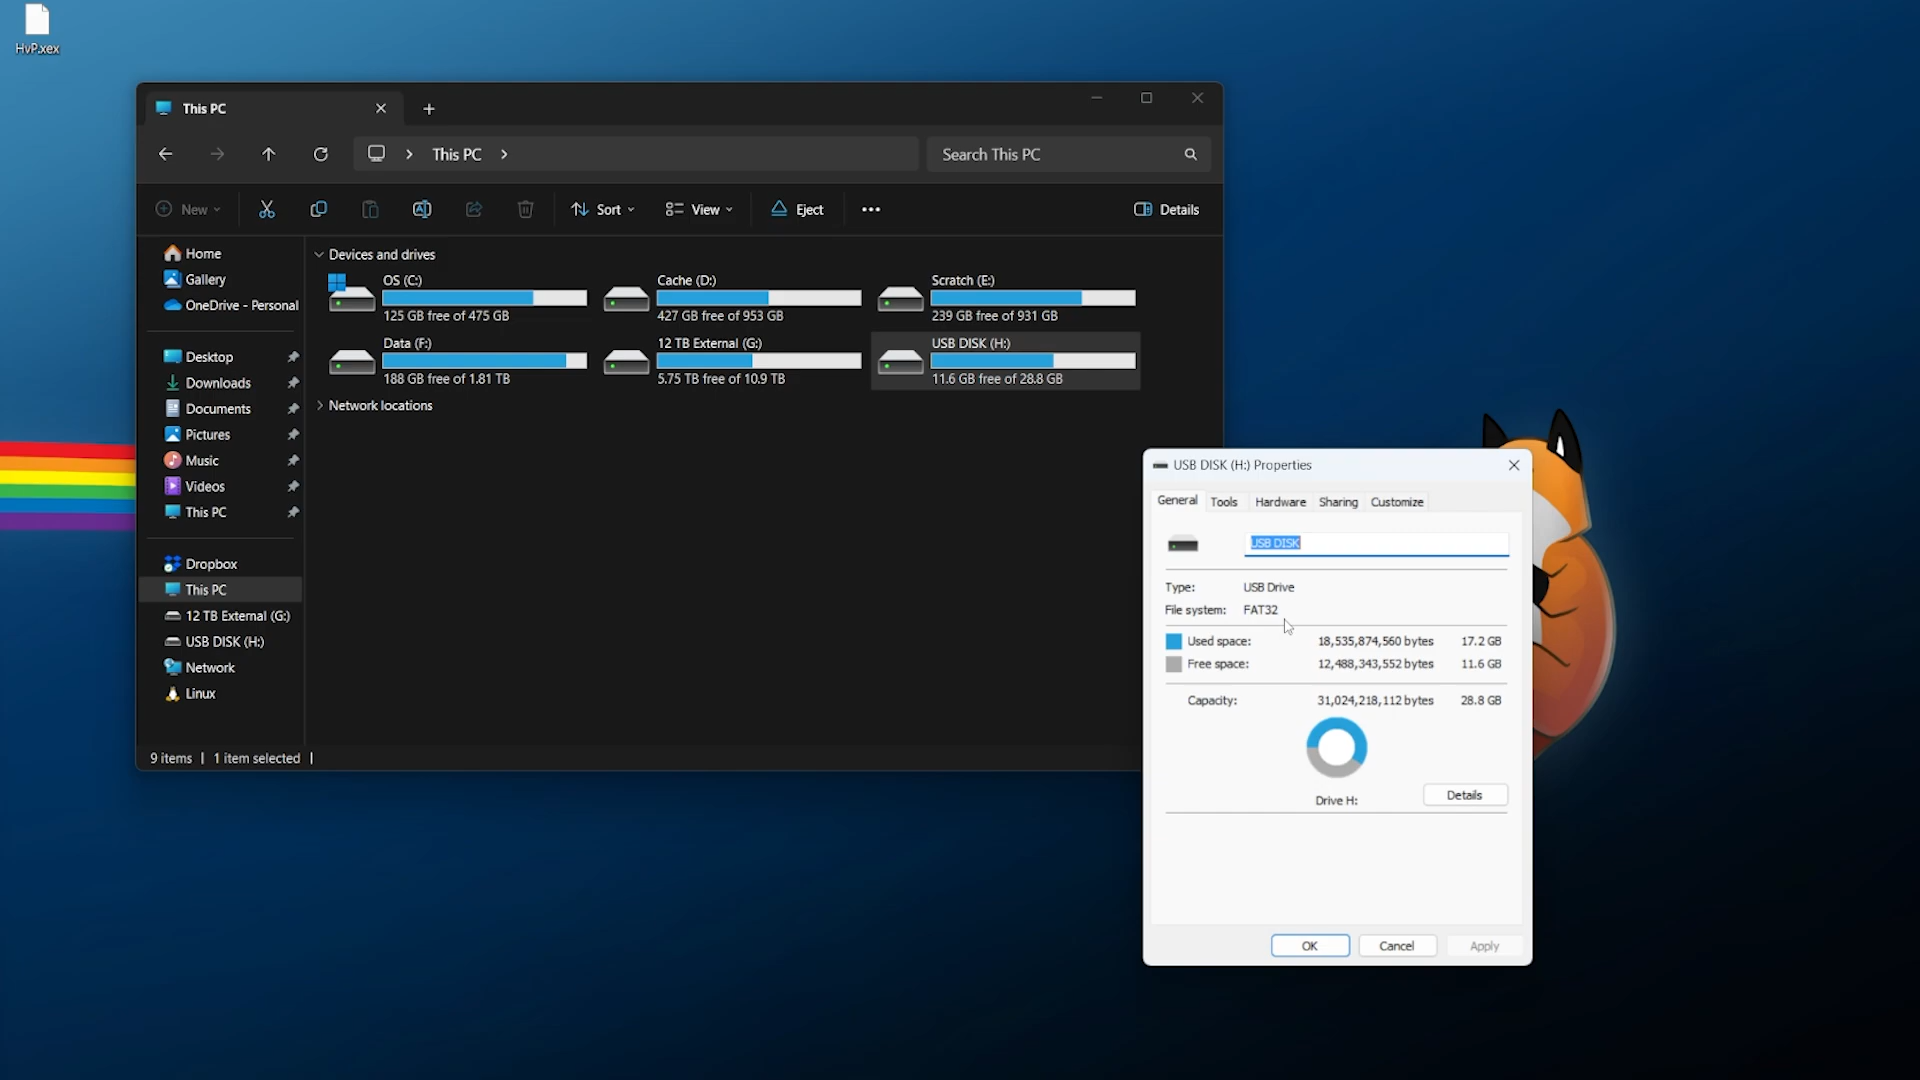 HvP.xex
This PC
This PC
Search This PC
New
Sort
View
Eject
Details
Home
Gallery
OneDrive - Personal
Desktop
Downloads
Documents
Pictures
Music
Videos
This PC
Dropbox
This PC
12 TB External (G:)
USB DISK (H:)
Network
Linux
Devices and drives
OS (C:)
125 GB free of 475 GB
Cache (D:)
427 GB free of 953 GB
Scratch (E:)
239 GB free of 931 GB
Data (F:)
188 GB free of 1.81 TB
12 TB External (G:)
5.75 TB free of 10.9 TB
USB DISK (H:)
11.6 GB free of 28.8 GB
Network locations
9 items | 1 item selected |
USB DISK (H:) Properties
General Tools Hardware Sharing Customize
USB DISK
Type: USB Drive
File system: FAT32
Used space: 18,535,874,560 bytes 17.2 GB
Free space: 12,488,343,552 bytes 11.6 GB
Capacity: 31,024,218,112 bytes 28.8 GB
Drive H:
Details
OK Cancel Apply